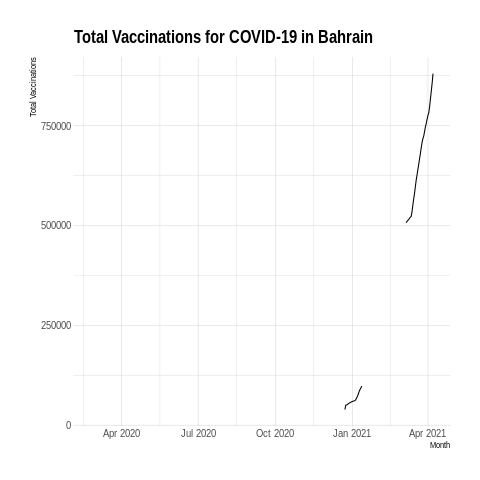 Total Vaccinations for COVID-19 in Bahrain
Total Vaccinations
750000
500000
250000
0
Apr 2020 Jul 2020 Oct 2020 Jan 2021 Apr 2021
Month